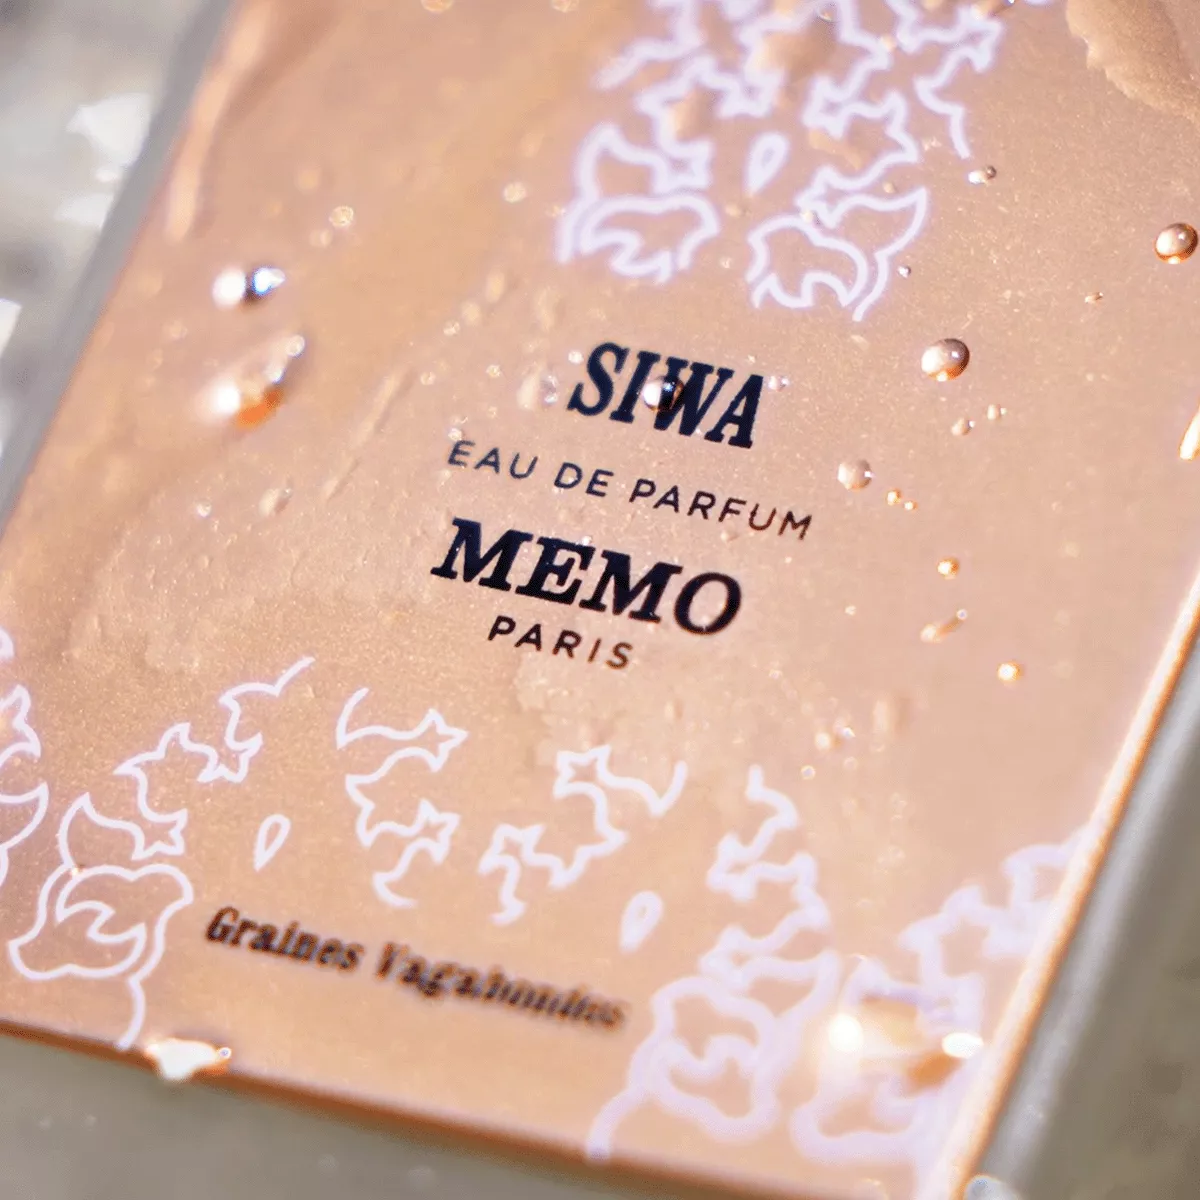 SIWA
EAU DE PARFUM
MEMO
PARIS
Graines Vagabondes